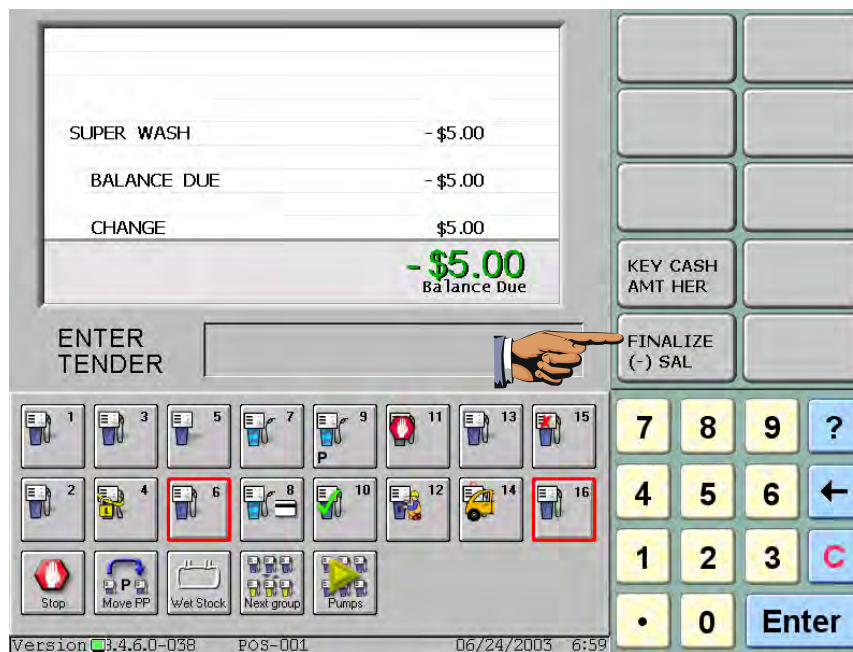 SUPER WASH -$5.00
BALANCE DUE -$5.00
CHANGE $5.00
-$5.00
Balance Due
KEY CASH
AMT HER
ENTER
TENDER
FINALIZE
(-) SAL
1 3 5 7 9 11 13 15
P
2 4 6 8 10 12 14 16
P
Stop Move PP Wet Stock Next group Pumps
7 8 9 ?
4 5 6 ←
1 2 3 C
. 0 Enter
Version 3.4.6.0-038 POS-001 06/24/2003 6:59